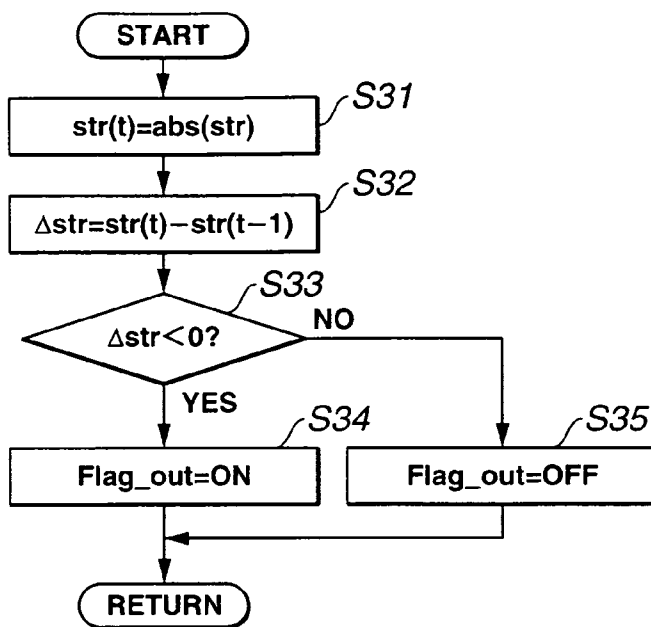 START
S31
str(t)=abs(str)
S32
Δstr=str(t)−str(t−1)
S33
Δstr<0?
NO
YES
S34
Flag_out=ON
S35
Flag_out=OFF
RETURN